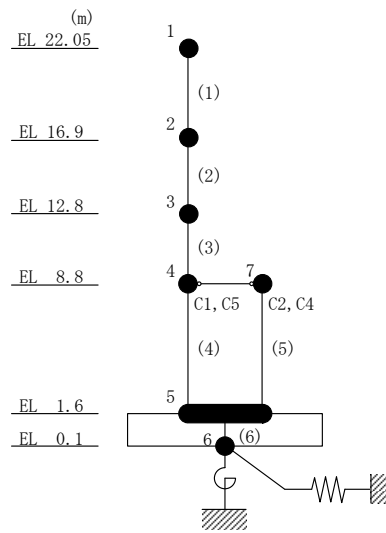 (m)
1
EL 22.05
(1)
2
EL 16.9
(2)
3
EL 12.8
(3)
4
7
EL 8.8
C1, C5
C2, C4
(4)
(5)
5
EL 1.6
6
(6)
EL 0.1